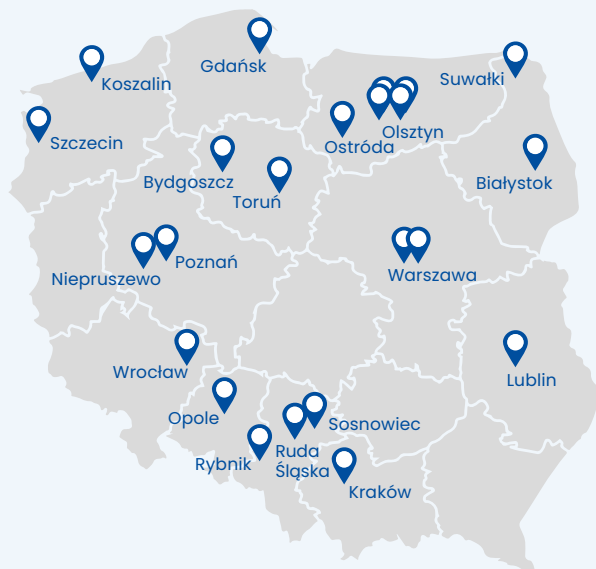 Gdańsk
Koszalin
Suwałki
Szczecin
Olsztyn
Ostróda
Bydgoszcz
Białystok
Toruń
Poznań
Niepruszewo
Warszawa
Wrocław
Lublin
Opole
Sosnowiec
Rybnik
Ruda
Śląska
Kraków